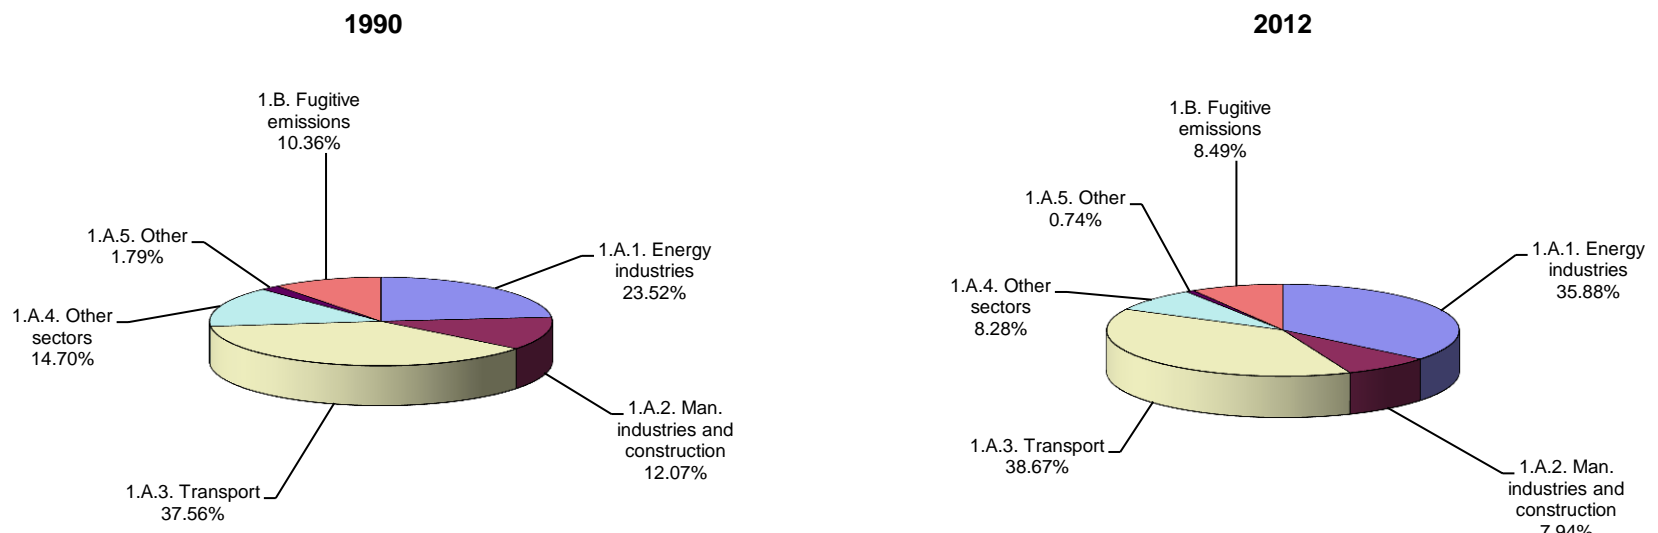 1990
1.B. Fugitive
emissions
10.36%
1.A.5. Other
1.79%
1.A.1. Energy
industries
23.52%
1.A.4. Other
sectors
14.70%
1.A.2. Man.
industries and
construction
12.07%
1.A.3. Transport
37.56%
2012
1.B. Fugitive
emissions
8.49%
1.A.5. Other
0.74%
1.A.1. Energy
industries
35.88%
1.A.4. Other
sectors
8.28%
1.A.3. Transport
38.67%
1.A.2. Man.
industries and
construction
7.94%